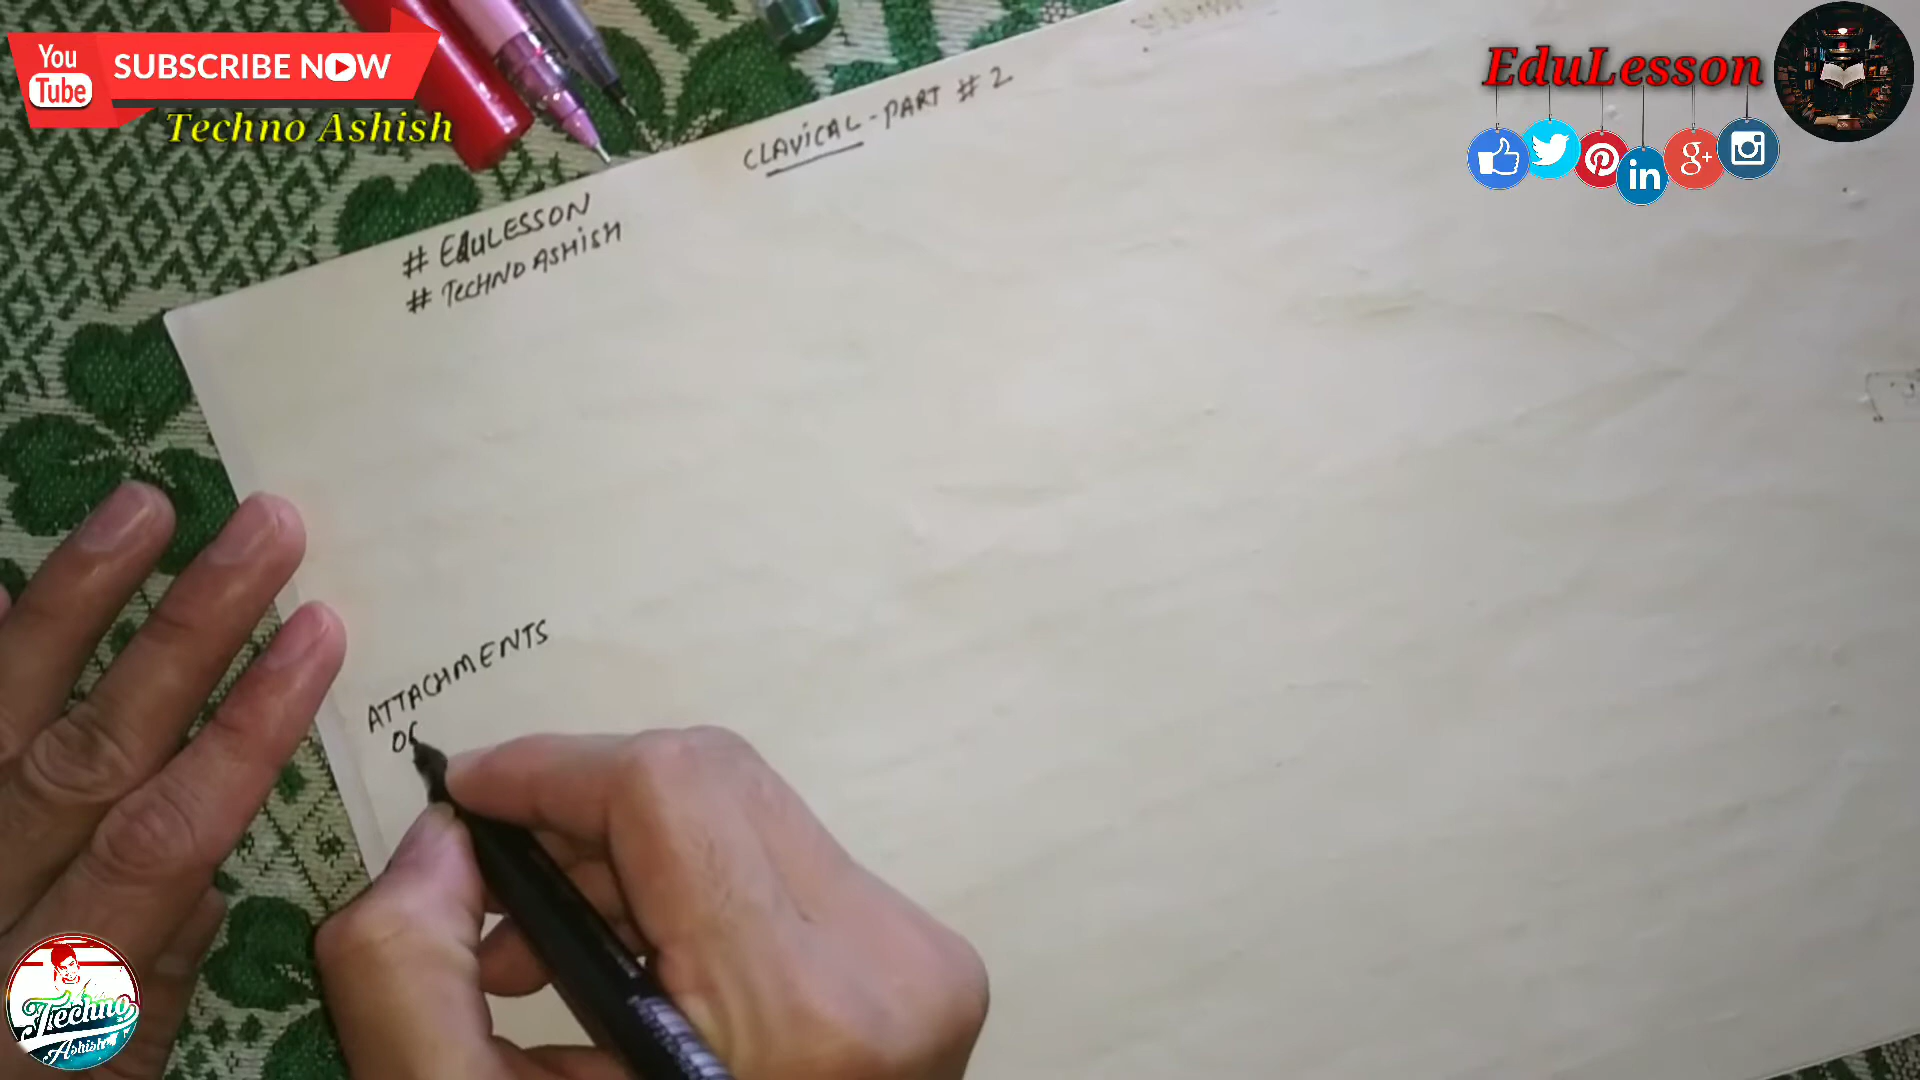 You
Tube
SUBSCRIBE NOW
Techno Ashish
EduLesson
CLAVICAL - PART # 2
# EduLESSON
# TECHNO ASHISH
ATTACHMENTS
OF
Techno
Ashish